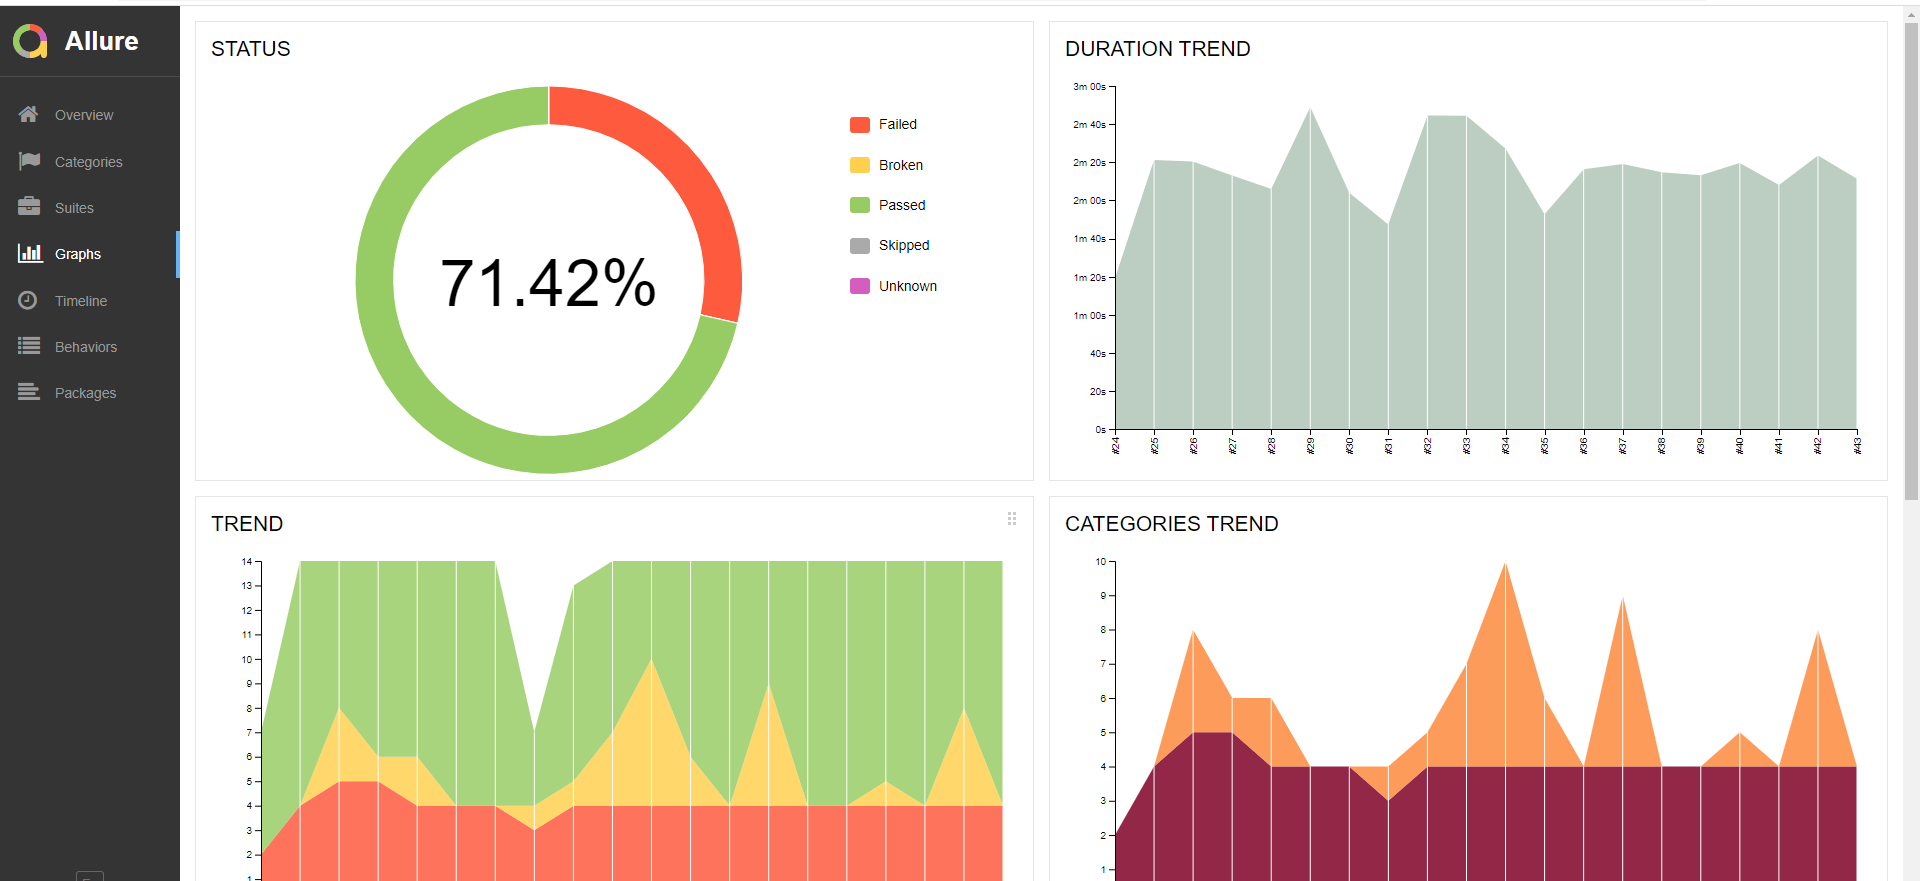 Allure
Overview
Categories
Suites
Graphs
Timeline
Behaviors
Packages
STATUS
71.42%
Failed
Broken
Passed
Skipped
Unknown
DURATION TREND
3m 00s
2m 40s
2m 20s
2m 00s
1m 40s
1m 20s
1m 00s
40s
20s
0s
#24 #25 #26 #27 #28 #29 #30 #31 #32 #33 #34 #35 #36 #37 #38 #39 #40 #41 #42 #43
TREND
14
13
12
11
10
9
8
7
6
5
4
3
2
1
CATEGORIES TREND
10
9
8
7
6
5
4
3
2
1